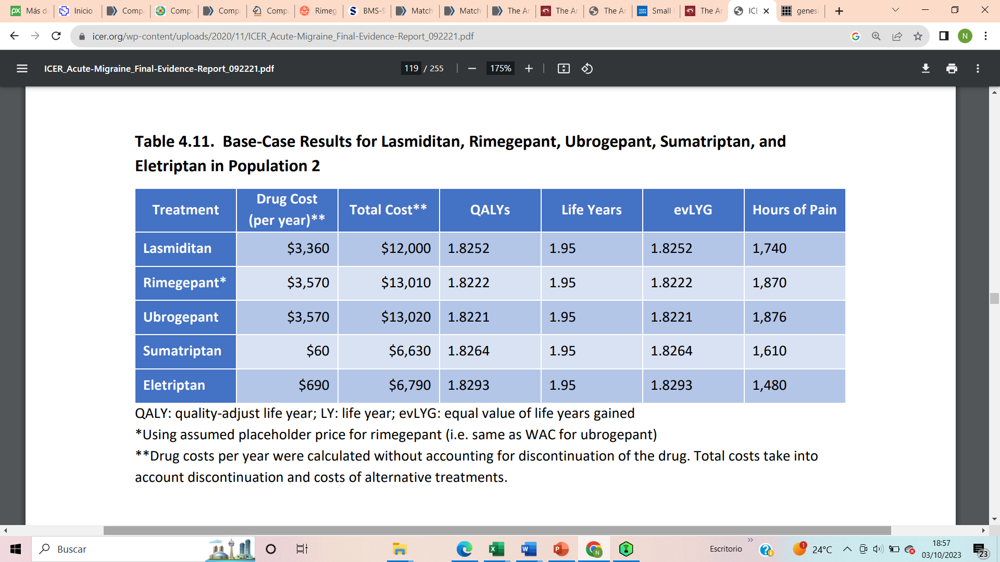 px Más d
Inicio
Comp
Comp
Comp
Comp
Rimeg
S BMS-9
Match
Match
The Ar
The Ar
The Ar
Small
The Ar
ICE
genesi
icer.org/wp-content/uploads/2020/11/ICER_Acute-Migraine_Final-Evidence-Report_092221.pdf
N
ICER_Acute-Migraine_Final-Evidence-Report_092221.pdf
119 / 255
175%
Table 4.11. Base-Case Results for Lasmiditan, Rimegepant, Ubrogepant, Sumatriptan, and
Eletriptan in Population 2
Treatment Drug Cost (per year)** Total Cost** QALYs Life Years evLYG Hours of Pain
Lasmiditan $3,360 $12,000 1.8252 1.95 1.8252 1,740
Rimegepant* $3,570 $13,010 1.8222 1.95 1.8222 1,870
Ubrogepant $3,570 $13,020 1.8221 1.95 1.8221 1,876
Sumatriptan $60 $6,630 1.8264 1.95 1.8264 1,610
Eletriptan $690 $6,790 1.8293 1.95 1.8293 1,480
QALY: quality-adjust life year; LY: life year; evLYG: equal value of life years gained
*Using assumed placeholder price for rimegepant (i.e. same as WAC for ubrogepant)
**Drug costs per year were calculated without accounting for discontinuation of the drug. Total costs take into
account discontinuation and costs of alternative treatments.
Buscar
Escritorio
24°C
18:57
03/10/2023
23